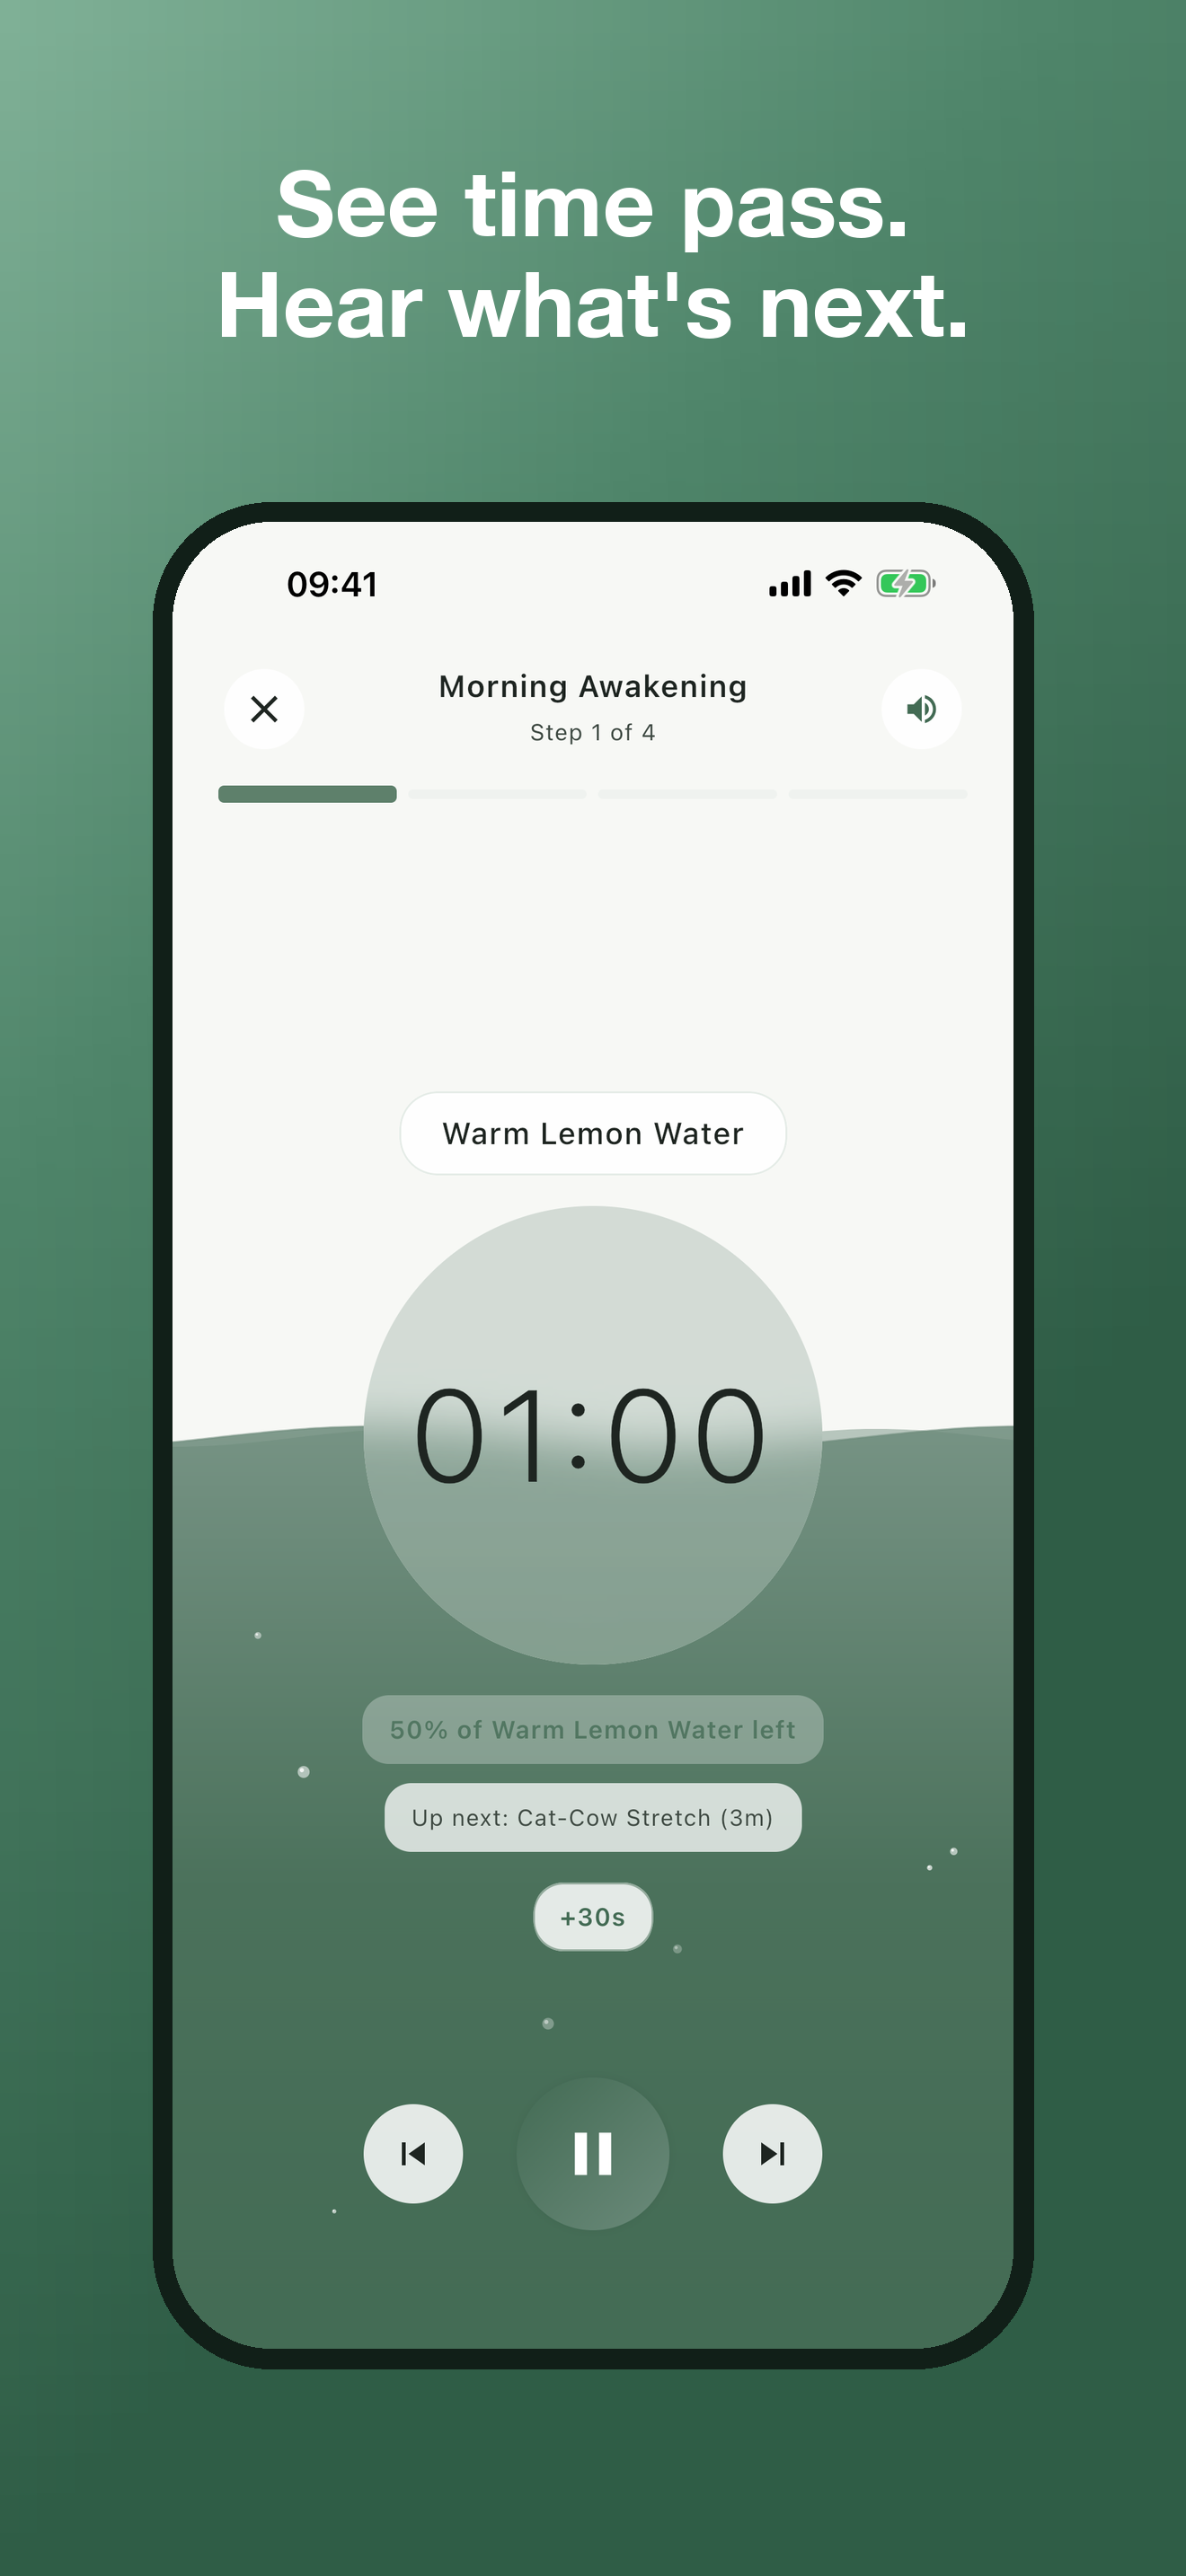 See time pass.
Hear what's next.
09:41
Morning Awakening
Step 1 of 4
Warm Lemon Water
01:00
50% of Warm Lemon Water left
Up next: Cat-Cow Stretch (3m)
+30s